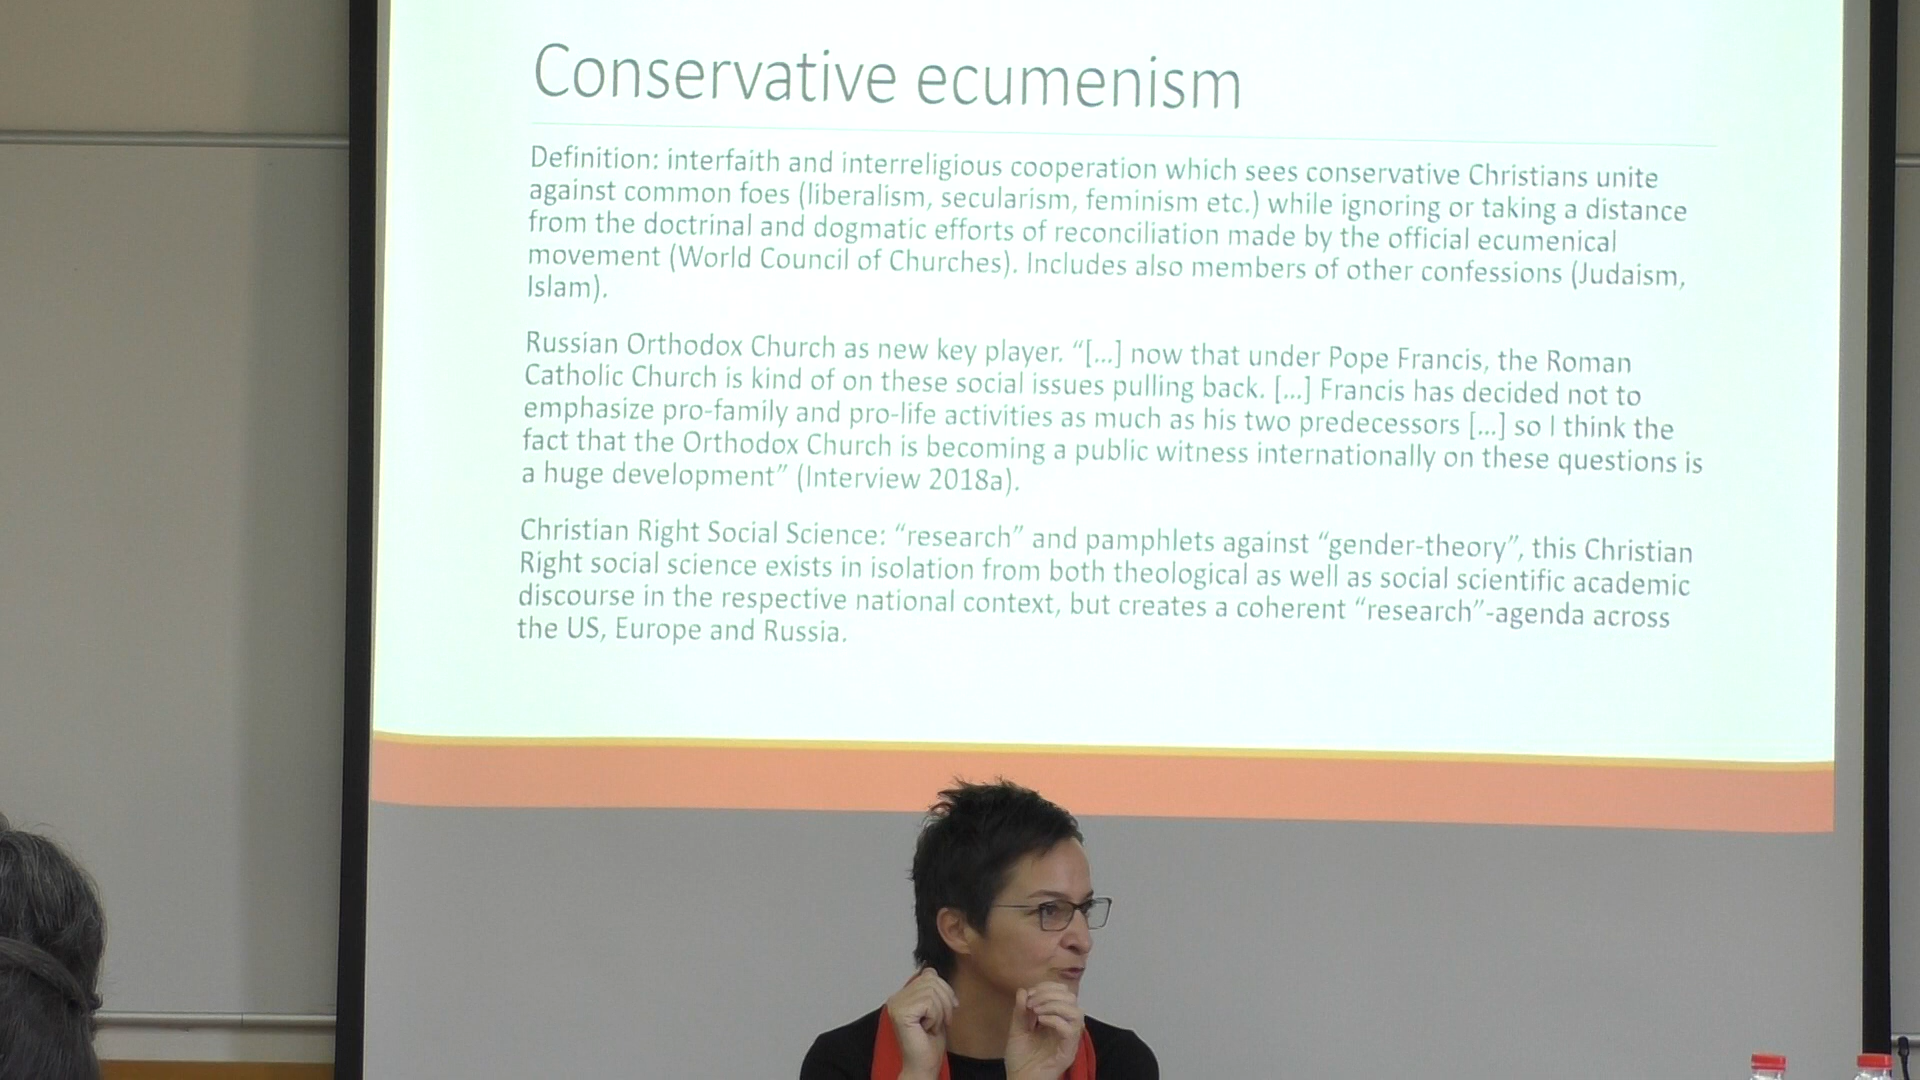 Conservative ecumenism
Definition: interfaith and interreligious cooperation which sees conservative Christians unite
against common foes (liberalism, secularism, feminism etc.) while ignoring or taking a distance
from the doctrinal and dogmatic efforts of reconciliation made by the official ecumenical
movement (World Council of Churches). Includes also members of other confessions (Judaism,
Islam).
Russian Orthodox Church as new key player. “[…] now that under Pope Francis, the Roman
Catholic Church is kind of on these social issues pulling back. […] Francis has decided not to
emphasize pro-family and pro-life activities as much as his two predecessors […] so I think the
fact that the Orthodox Church is becoming a public witness internationally on these questions is
a huge development” (Interview 2018a).
Christian Right Social Science: “research” and pamphlets against “gender-theory”, this Christian
Right social science exists in isolation from both theological as well as social scientific academic
discourse in the respective national context, but creates a coherent “research”-agenda across
the US, Europe and Russia.